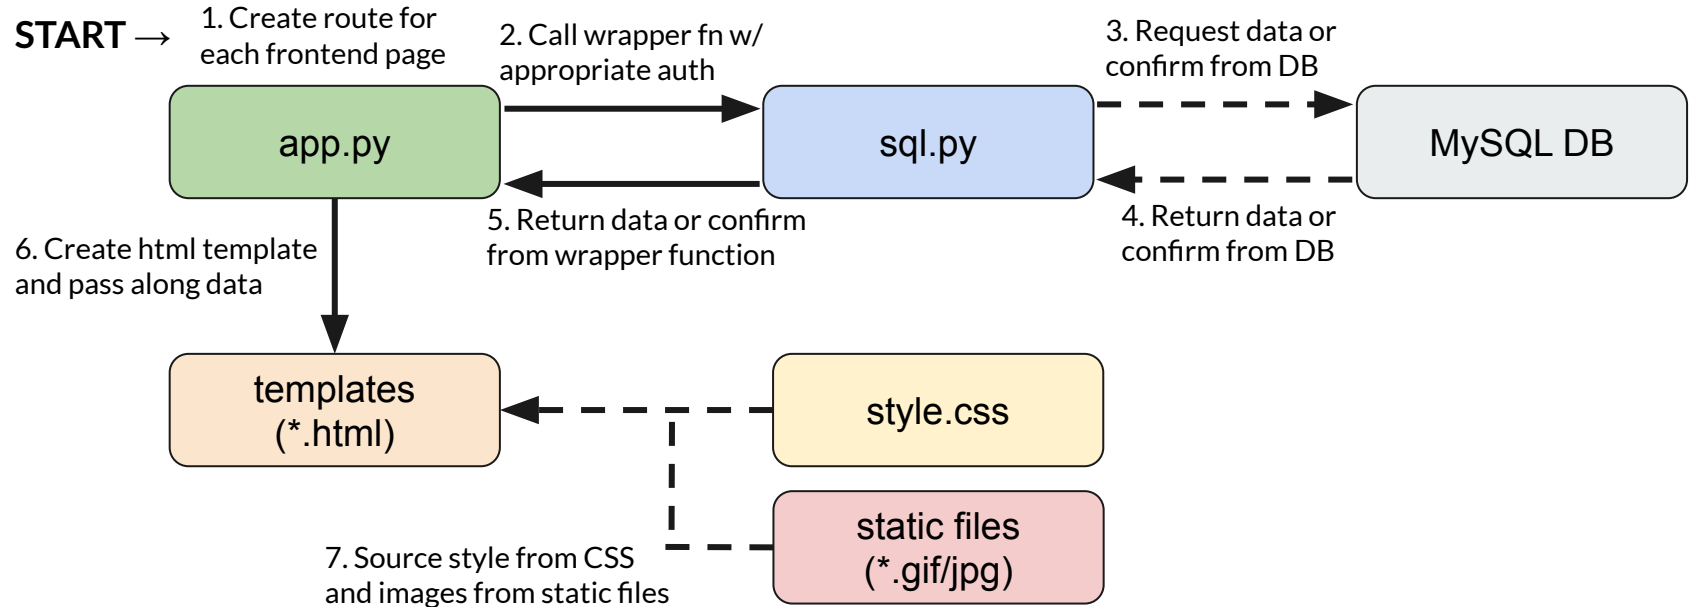 START →
1. Create route for
each frontend page
2. Call wrapper fn w/
appropriate auth
3. Request data or
confirm from DB
app.py
sql.py
MySQL DB
4. Return data or
confirm from DB
5. Return data or confirm
from wrapper function
6. Create html template
and pass along data
templates
(*.html)
style.css
static files
(*.gif/jpg)
7. Source style from CSS
and images from static files